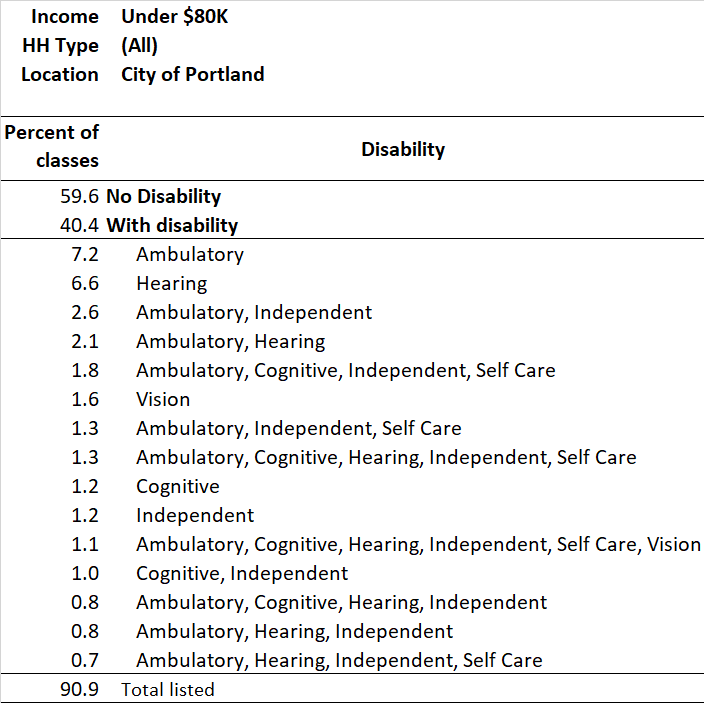 Income Under $80K
HH Type (All)
Location City of Portland
Percent of classes Disability
59.6 No Disability
40.4 With disability
7.2 Ambulatory
6.6 Hearing
2.6 Ambulatory, Independent
2.1 Ambulatory, Hearing
1.8 Ambulatory, Cognitive, Independent, Self Care
1.6 Vision
1.3 Ambulatory, Independent, Self Care
1.3 Ambulatory, Cognitive, Hearing, Independent, Self Care
1.2 Cognitive
1.2 Independent
1.1 Ambulatory, Cognitive, Hearing, Independent, Self Care, Vision
1.0 Cognitive, Independent
0.8 Ambulatory, Cognitive, Hearing, Independent
0.8 Ambulatory, Hearing, Independent
0.7 Ambulatory, Hearing, Independent, Self Care
90.9 Total listed